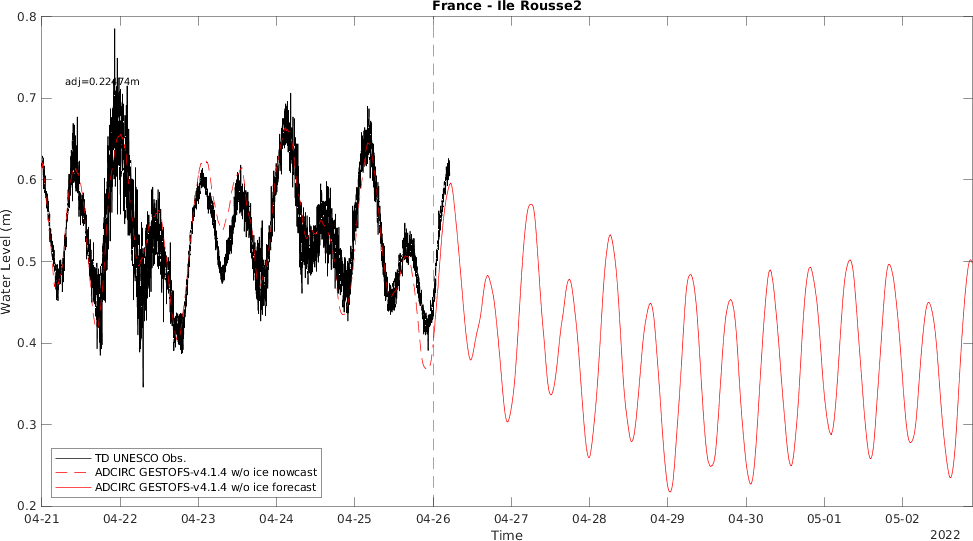 France - Ile Rousse2
0.8
adj=0.22474m
0.7
0.6
0.5
0.4
0.3
0.2
Water Level (m)
TD UNESCO Obs.
ADCIRC GESTOFS-v4.1.4 w/o ice nowcast
ADCIRC GESTOFS-v4.1.4 w/o ice forecast
04-21 04-22 04-23 04-24 04-25 04-26 04-27 04-28 04-29 04-30 05-01 05-02
Time
2022